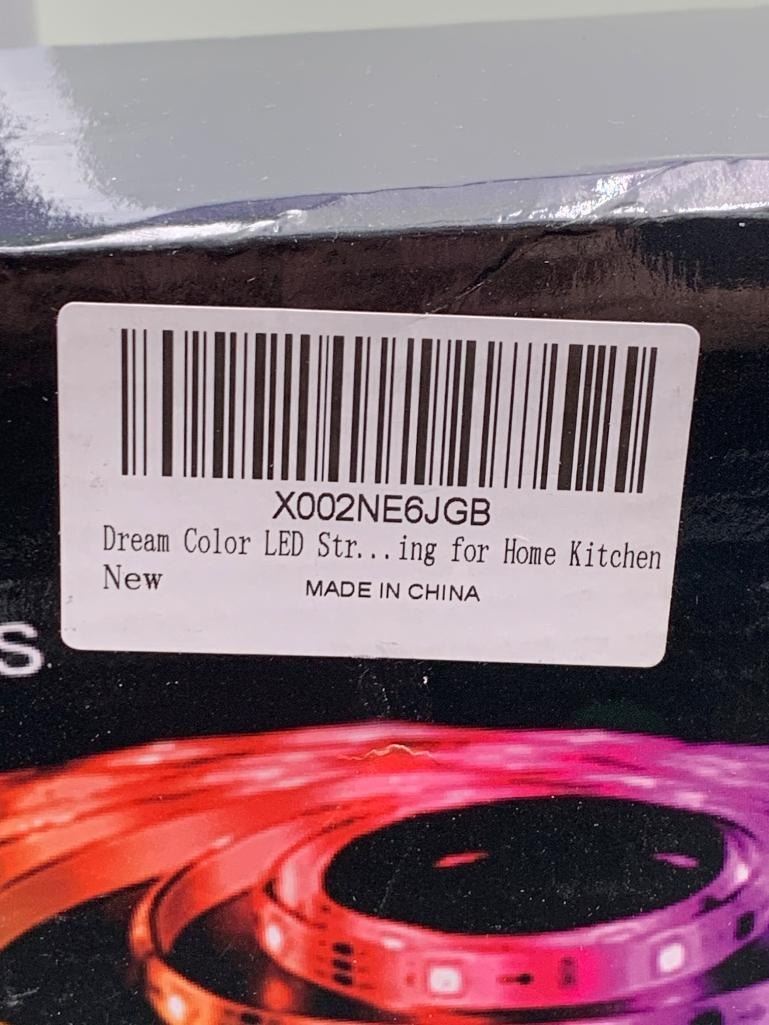 X002NE6JGB
Dream Color LED Str...ing for Home Kitchen
New
MADE IN CHINA
S